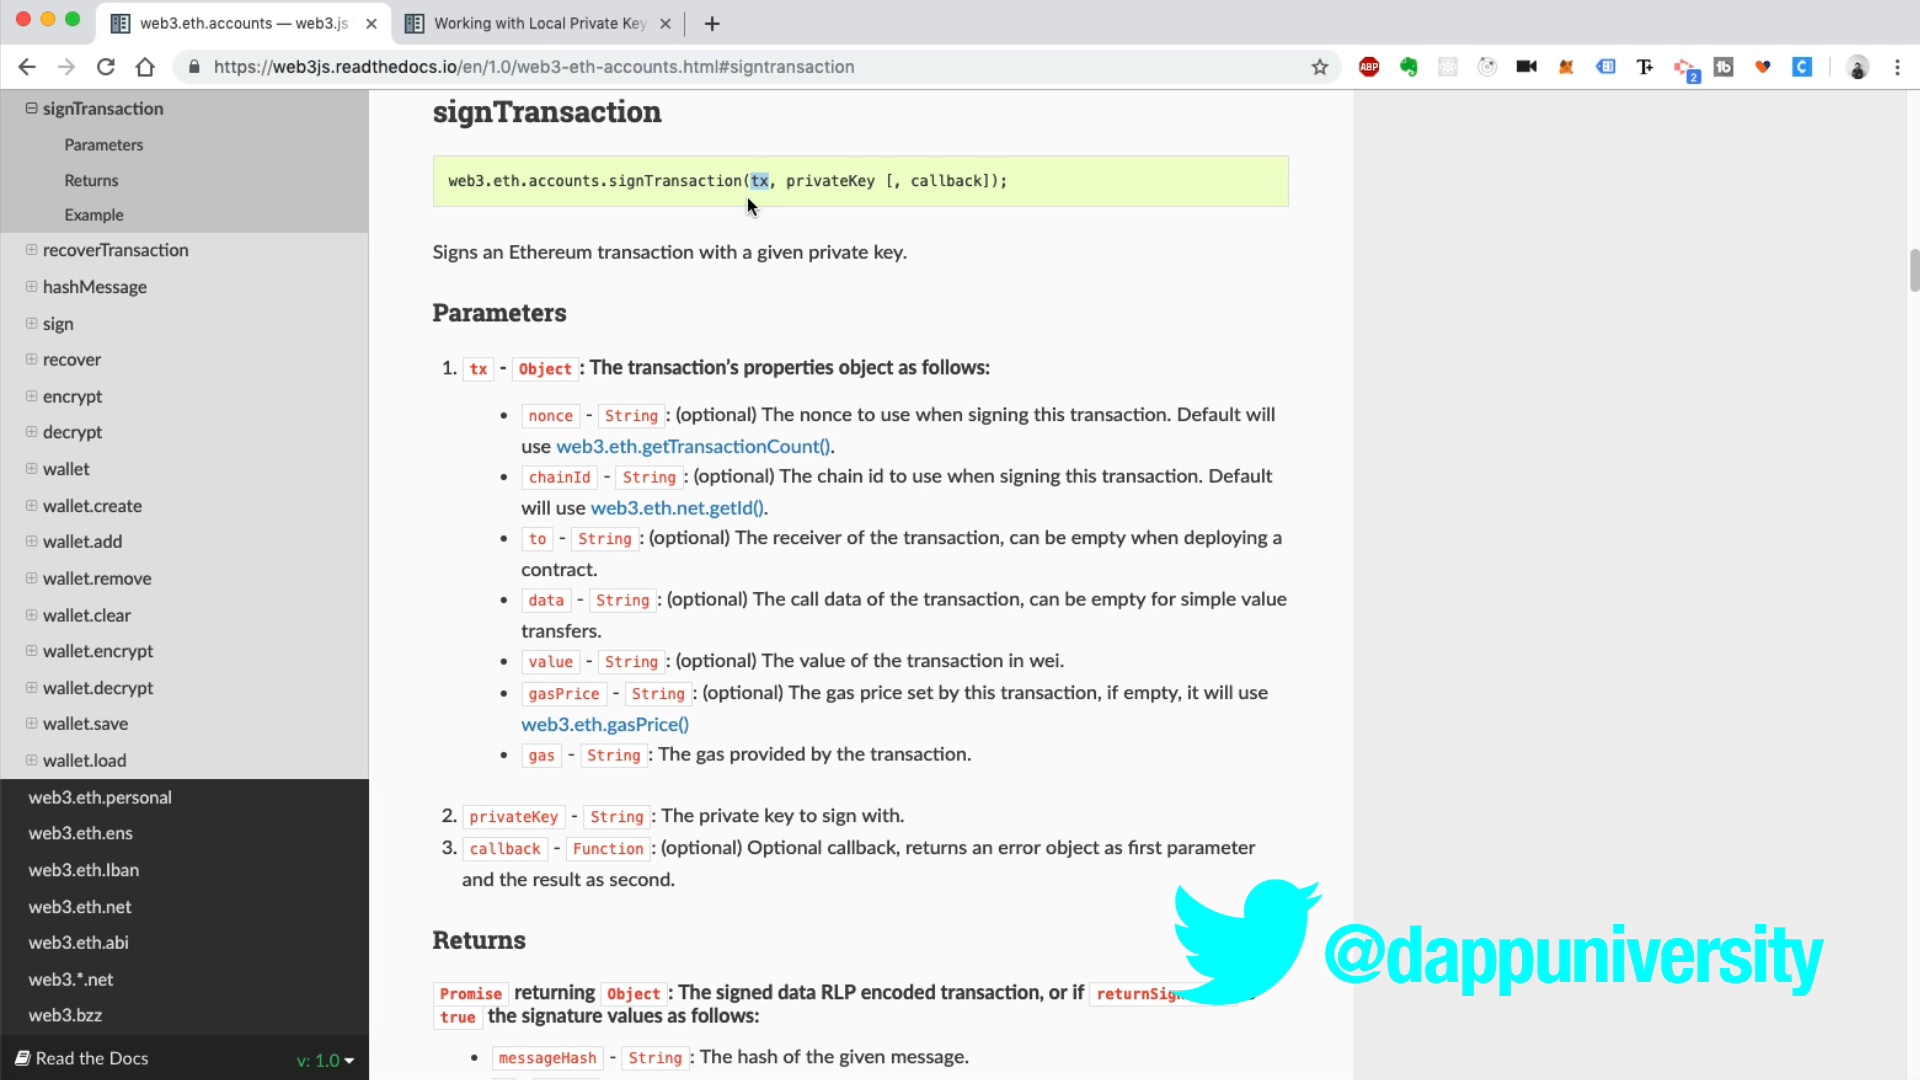 web3.eth.accounts — web3.js
Working with Local Private Key
https://web3js.readthedocs.io/en/1.0/web3-eth-accounts.html#signtransaction
ABP
2
tb
C
signTransaction
Parameters
Returns
Example
recoverTransaction
hashMessage
sign
recover
encrypt
decrypt
wallet
wallet.create
wallet.add
wallet.remove
wallet.clear
wallet.encrypt
wallet.decrypt
wallet.save
wallet.load
web3.eth.personal
web3.eth.ens
web3.eth.Iban
web3.eth.net
web3.eth.abi
web3.*.net
web3.bzz
Read the Docs
v: 1.0
signTransaction
web3.eth.accounts.signTransaction(tx, privateKey [, callback]);
Signs an Ethereum transaction with a given private key.
Parameters
1. tx - Object : The transaction's properties object as follows:
• nonce - String : (optional) The nonce to use when signing this transaction. Default will
use web3.eth.getTransactionCount().
• chainId - String : (optional) The chain id to use when signing this transaction. Default
will use web3.eth.net.getId().
• to - String : (optional) The receiver of the transaction, can be empty when deploying a
contract.
• data - String : (optional) The call data of the transaction, can be empty for simple value
transfers.
• value - String : (optional) The value of the transaction in wei.
• gasPrice - String : (optional) The gas price set by this transaction, if empty, it will use
web3.eth.gasPrice()
• gas - String : The gas provided by the transaction.
2. privateKey - String : The private key to sign with.
3. callback - Function : (optional) Optional callback, returns an error object as first parameter
and the result as second.
Returns
Promise returning Object : The signed data RLP encoded transaction, or if
true the signature values as follows:
• messageHash - String : The hash of the given message.
@dappuniversity